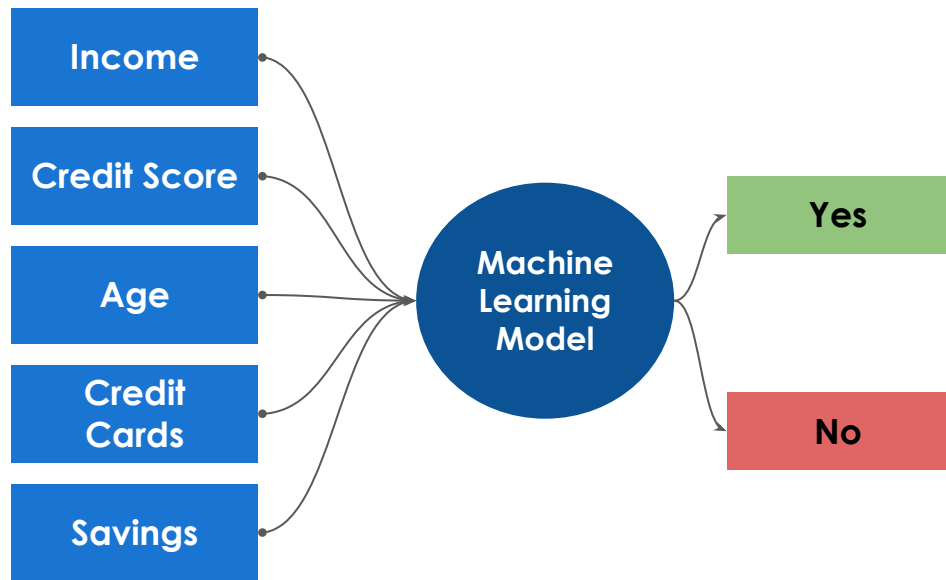 Income
Credit Score
Age
Credit
Cards
Savings
Machine
Learning
Model
Yes
No